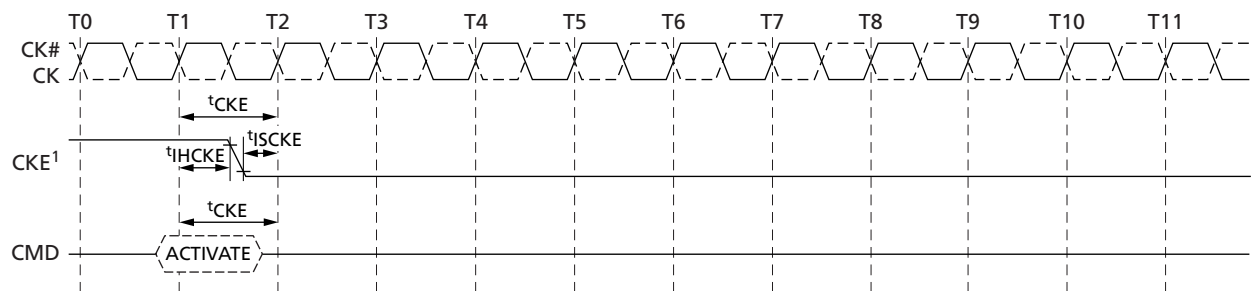 T0 T1 T2 T3 T4 T5 T6 T7 T8 T9 T10 T11
CK#
CK
tCKE
tISCKE
CKE1
tIHCKE
tCKE
CMD
ACTIVATE